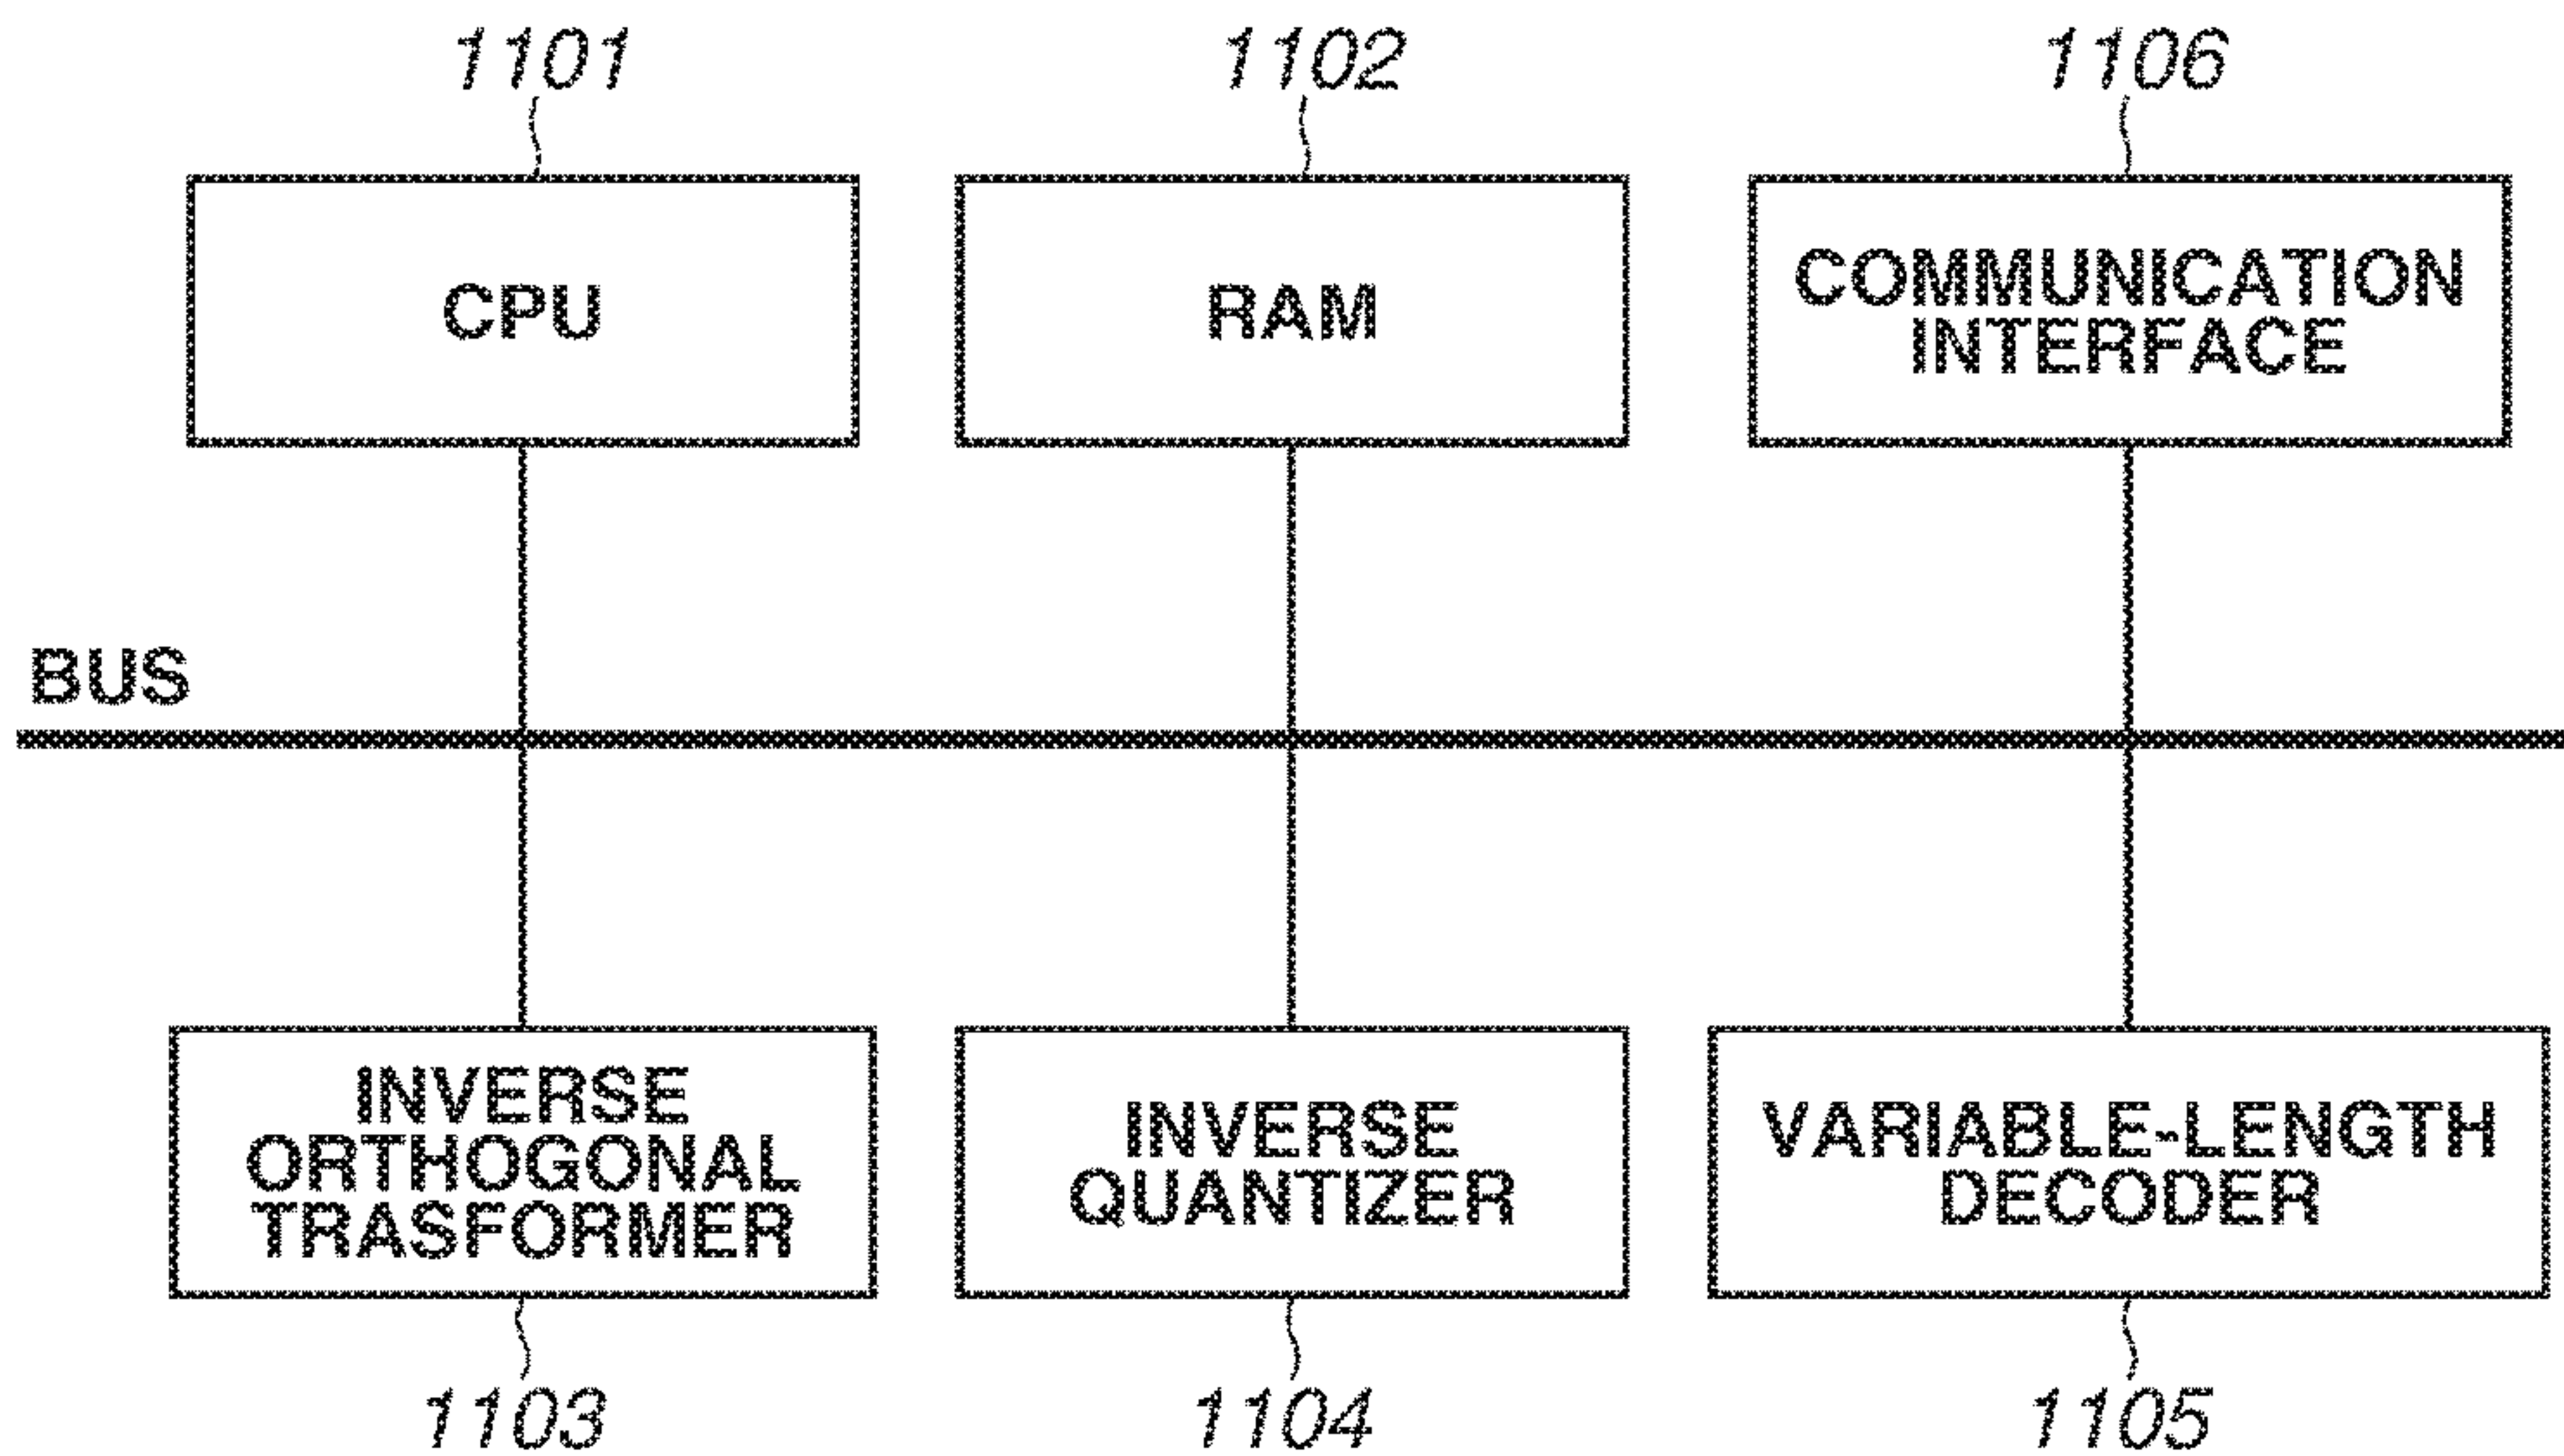 1101
1102
1106
CPU
RAM
COMMUNICATION
INTERFACE
BUS
INVERSE
ORTHOGONAL
TRASFORMER
INVERSE
QUANTIZER
VARIABLE-LENGTH
DECODER
1103
1104
1105